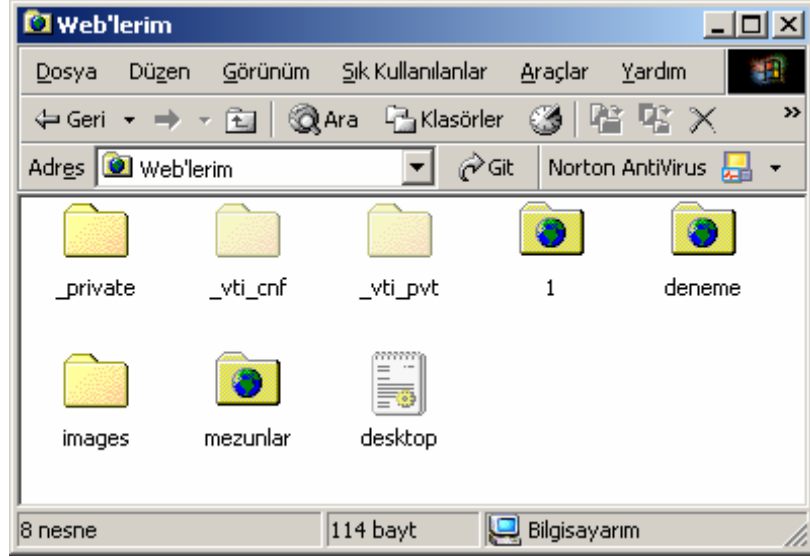 Web'lerim
Dosya Düzen Görünüm Sık Kullanılanlar Araçlar Yardım
Geri Ara Klasörler »
Adres Web'lerim Git Norton AntiVirus
_private _vti_cnf _vti_pvt 1 deneme
images mezunlar desktop
8 nesne 114 bayt Bilgisayarım